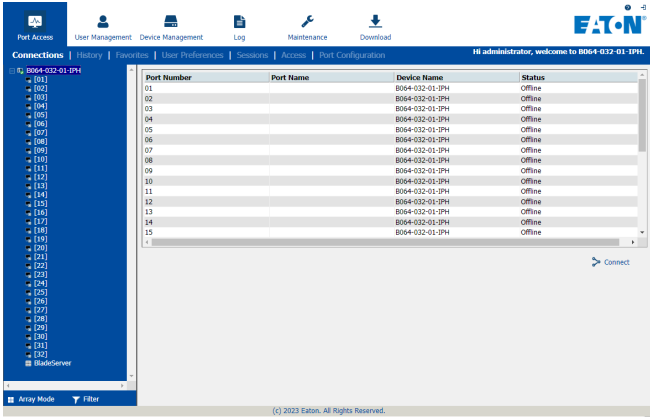 Port Access
User Management
Device Management
Log
Maintenance
Download
EATON
Connections | History | Favorites | User Preferences | Sessions | Access | Port Configuration
Hi administrator, welcome to B064-032-01-IPH.
B064-032-01-IPH
[01]
[02]
[03]
[04]
[05]
[06]
[07]
[08]
[09]
[10]
[11]
[12]
[13]
[14]
[15]
[16]
[17]
[18]
[19]
[20]
[21]
[22]
[23]
[24]
[25]
[26]
[27]
[28]
[29]
[30]
[31]
[32]
BladeServer
Array Mode
Filter
Port Number Port Name Device Name Status
01 B064-032-01-IPH Offline
02 B064-032-01-IPH Offline
03 B064-032-01-IPH Offline
04 B064-032-01-IPH Offline
05 B064-032-01-IPH Offline
06 B064-032-01-IPH Offline
07 B064-032-01-IPH Offline
08 B064-032-01-IPH Offline
09 B064-032-01-IPH Offline
10 B064-032-01-IPH Offline
11 B064-032-01-IPH Offline
12 B064-032-01-IPH Offline
13 B064-032-01-IPH Offline
14 B064-032-01-IPH Offline
15 B064-032-01-IPH Offline
Connect
(c) 2023 Eaton. All Rights Reserved.